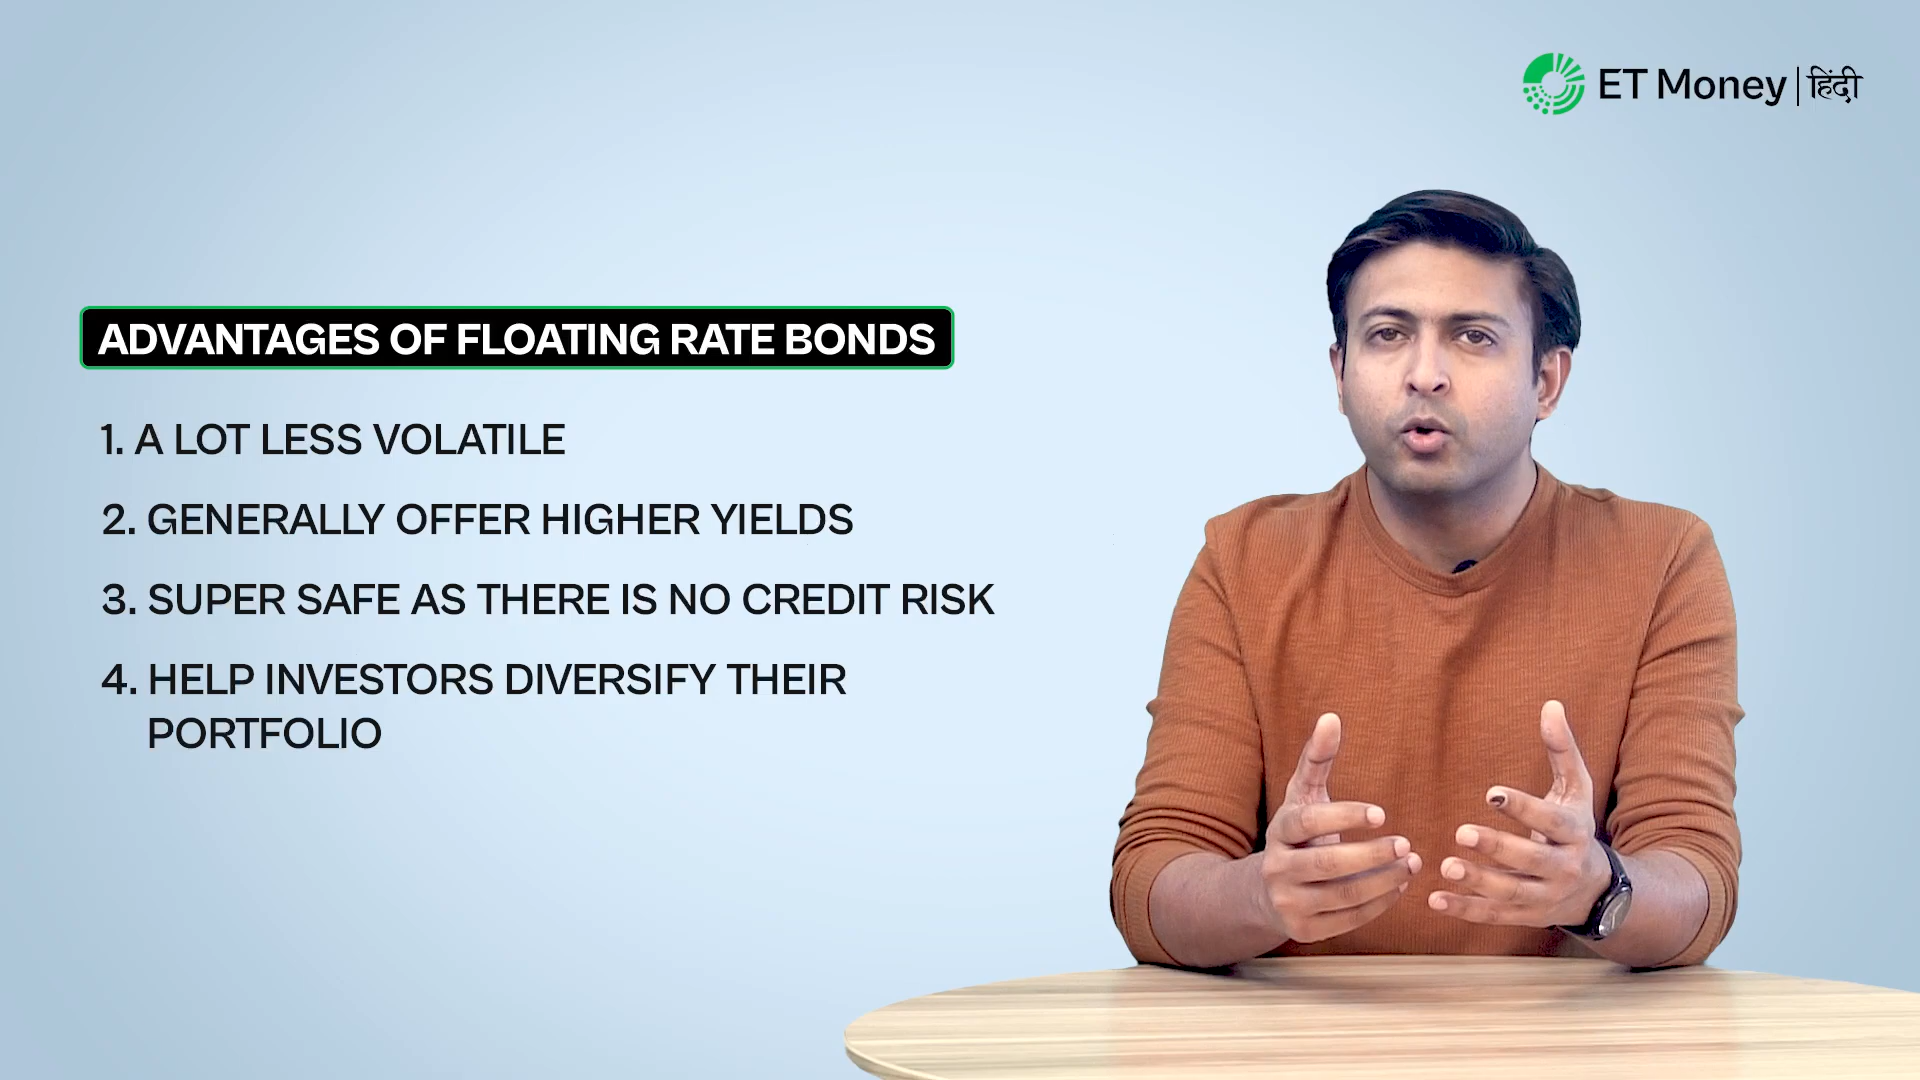 ET Money | हिंदी
ADVANTAGES OF FLOATING RATE BONDS
1. A LOT LESS VOLATILE
2. GENERALLY OFFER HIGHER YIELDS
3. SUPER SAFE AS THERE IS NO CREDIT RISK
4. HELP INVESTORS DIVERSIFY THEIR
PORTFOLIO